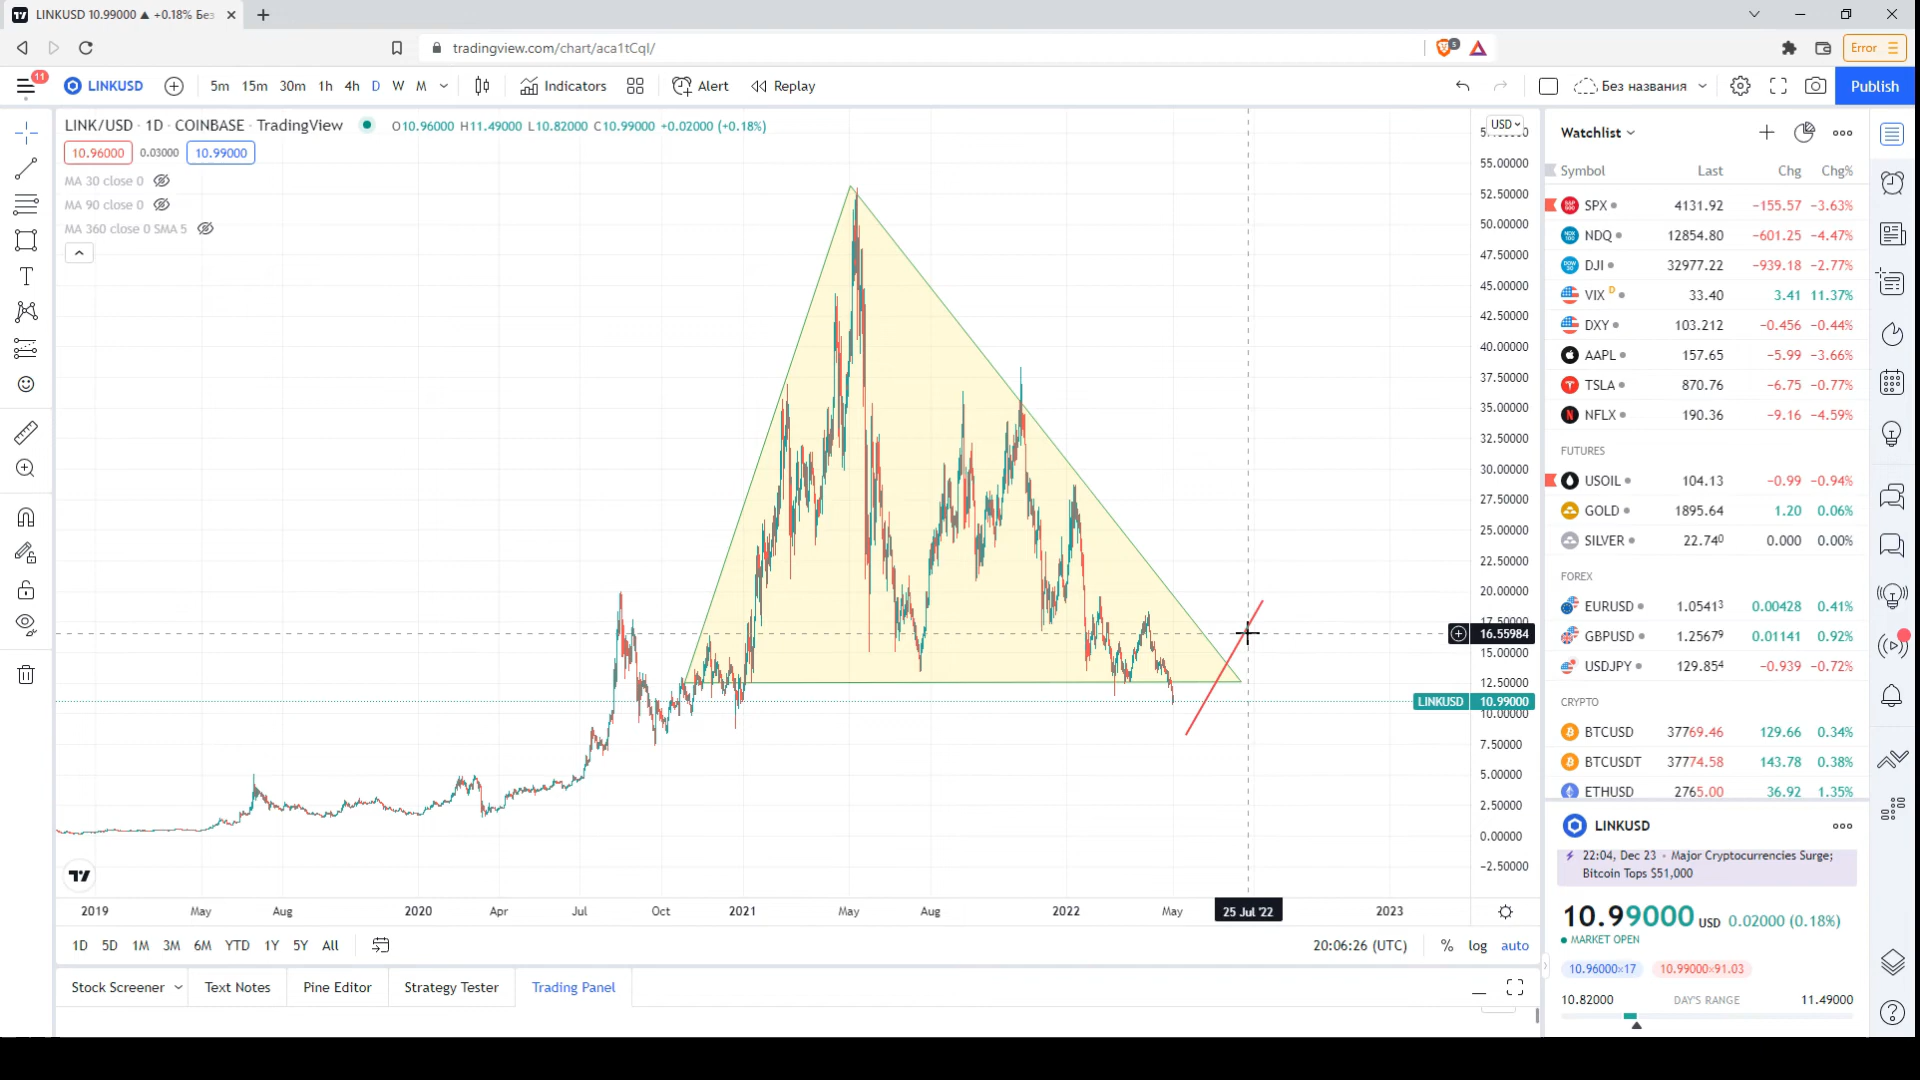 LINKUSD 10.99000 ▲ +0.18% Без
tradingview.com/chart/aca1tCql/
5
Error
11
LINKUSD 5m 15m 30m 1h 4h D W M Indicators Alert Replay Без названия Publish
LINK/USD · 1D · COINBASE · TradingView O10.96000 H11.49000 L10.82000 C10.99000 +0.02000 (+0.18%)
10.96000 0.03000 10.99000
MA 30 close 0
MA 90 close 0
MA 360 close 0 SMA 5
USD
55.00000
52.50000
50.00000
47.50000
45.00000
42.50000
40.00000
37.50000
35.00000
32.50000
30.00000
27.50000
25.00000
22.50000
20.00000
17.50000
16.55984
15.00000
12.50000
LINKUSD 10.99000
10.00000
7.50000
5.00000
2.50000
0.00000
−2.50000
2019 May Aug 2020 Apr Jul Oct 2021 May Aug 2022 May 25 Jul '22 2023
1D 5D 1M 3M 6M YTD 1Y 5Y All 20:06:26 (UTC) % log auto
Stock Screener Text Notes Pine Editor Strategy Tester Trading Panel
Watchlist
Symbol Last Chg Chg%
SPX 4131.92 −155.57 −3.63%
NDQ 12854.80 −601.25 −4.47%
DJI 32977.22 −939.18 −2.77%
VIX D 33.40 3.41 11.37%
DXY 103.212 −0.456 −0.44%
AAPL 157.65 −5.99 −3.66%
TSLA 870.76 −6.75 −0.77%
NFLX 190.36 −9.16 −4.59%
FUTURES
USOIL 104.13 −0.99 −0.94%
GOLD 1895.64 1.20 0.06%
SILVER 22.740 0.000 0.00%
FOREX
EURUSD 1.05413 0.00428 0.41%
GBPUSD 1.25679 0.01141 0.92%
USDJPY 129.854 −0.939 −0.72%
CRYPTO
BTCUSD 37769.46 129.66 0.34%
BTCUSDT 37774.58 143.78 0.38%
ETHUSD 2765.00 36.92 1.35%
LINKUSD
22:04, Dec 23 • Major Cryptocurrencies Surge;
Bitcoin Tops $51,000
10.99000 USD 0.02000 (0.18%)
MARKET OPEN
10.96000×17 10.99000×91.03
10.82000 DAY'S RANGE 11.49000